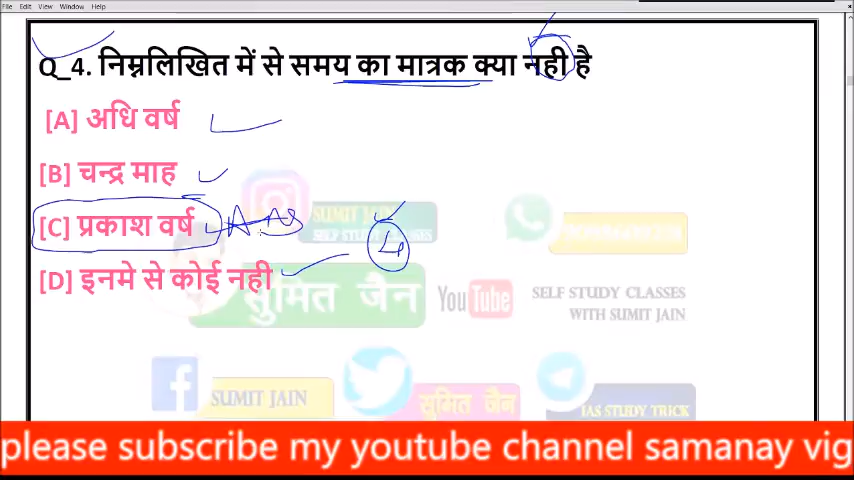 File Edit View Window Help
Q_4. निम्नलिखित में से समय का मात्रक क्या नही है
[A] अधि वर्ष
[B] चन्द्र माह
[C] प्रकाश वर्ष
[D] इनमे से कोई नही
SUMIT JAIN
SELF STUDY CLASSES
सुमित जैन
YouTube
SELF STUDY CLASSES
WITH SUMIT JAIN
SUMIT JAIN
सुमित जैन
IAS STUDY TRICK
please subscribe my youtube channel samanay vig